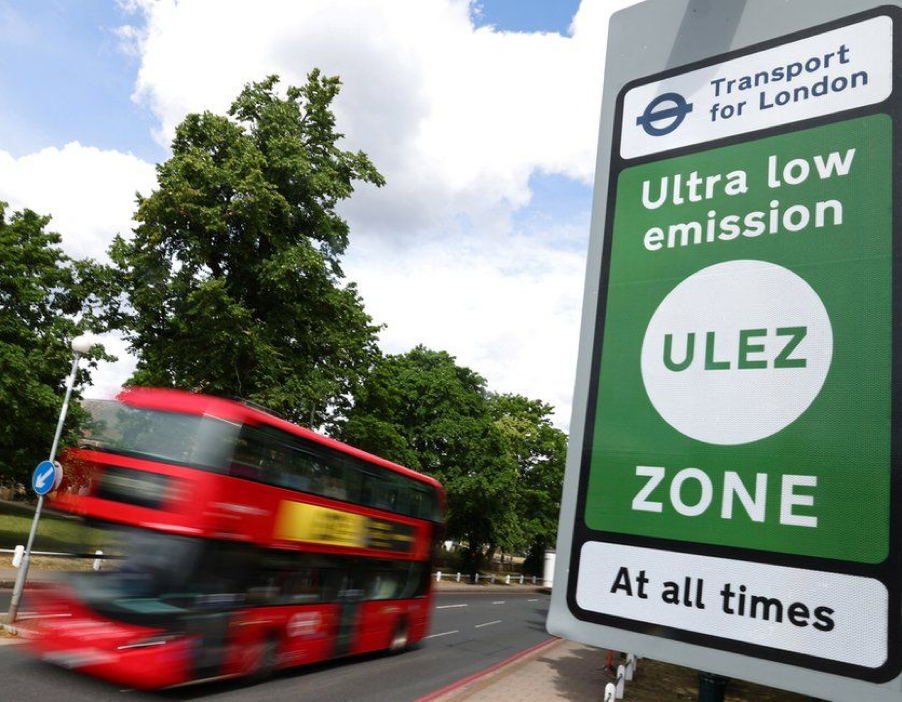 Transport
for London
Ultra low
emission
ULEZ
ZONE
At all times